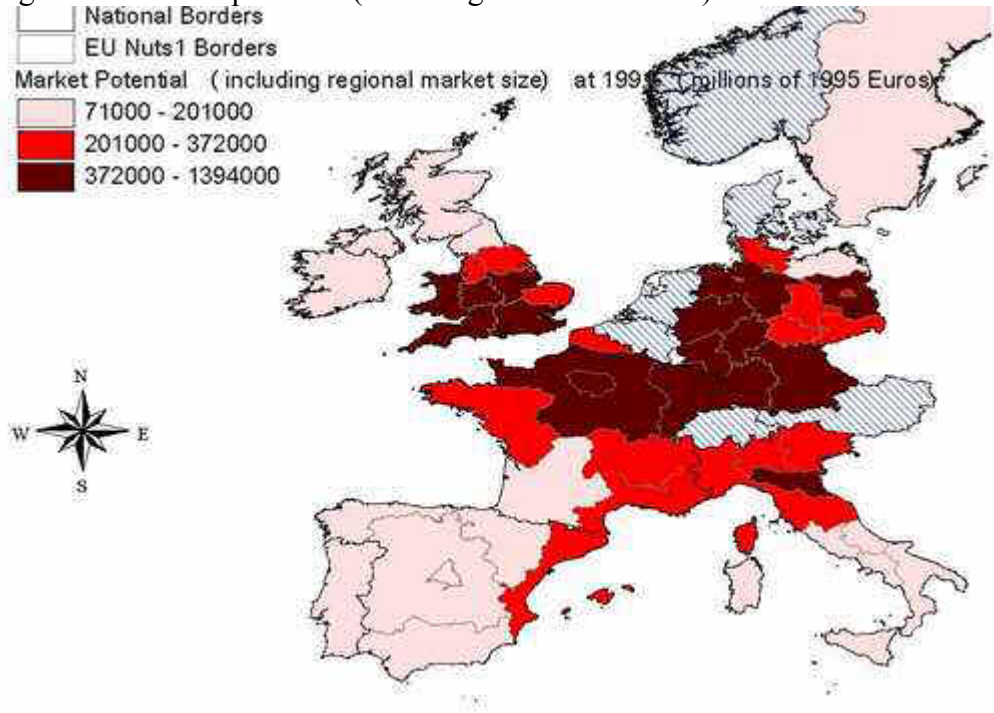 National Borders
EU Nuts1 Borders
Market Potential ( including regional market size) at 199 (millions of 1995 Euros)
71000 - 201000
201000 - 372000
372000 - 1394000
N
W E
S